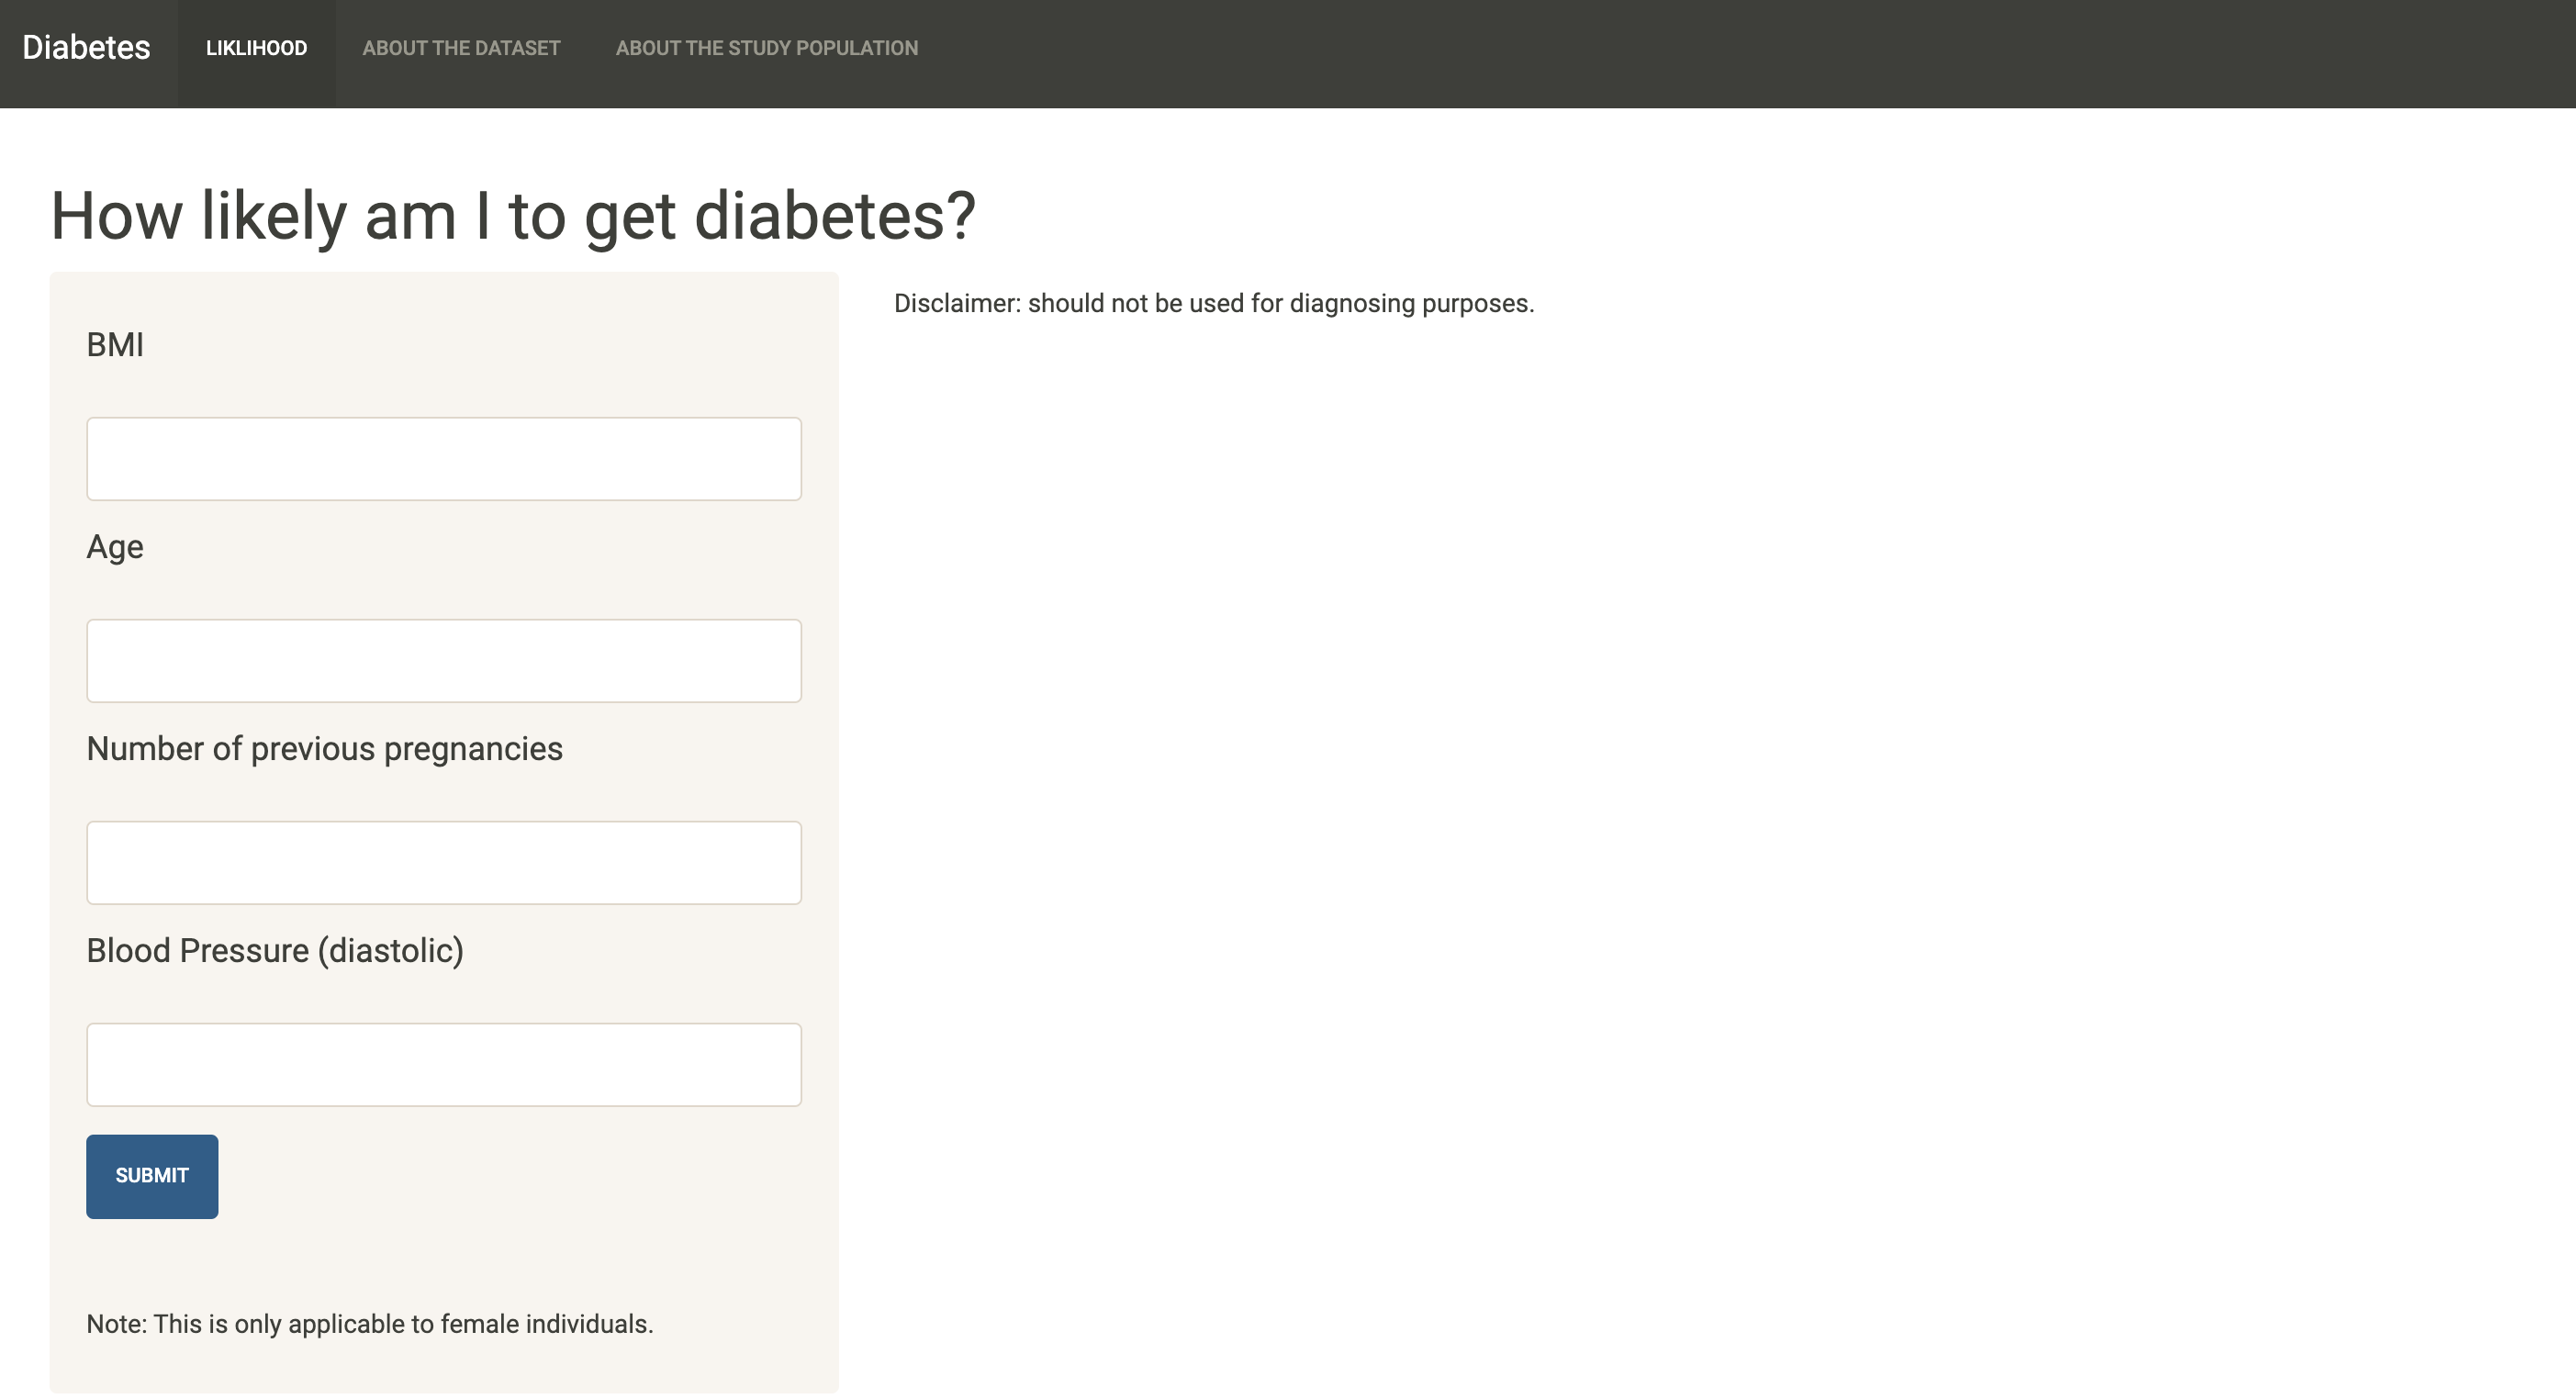 Diabetes LIKLIHOOD ABOUT THE DATASET ABOUT THE STUDY POPULATION
How likely am I to get diabetes?
Disclaimer: should not be used for diagnosing purposes.
BMI
Age
Number of previous pregnancies
Blood Pressure (diastolic)
SUBMIT
Note: This is only applicable to female individuals.